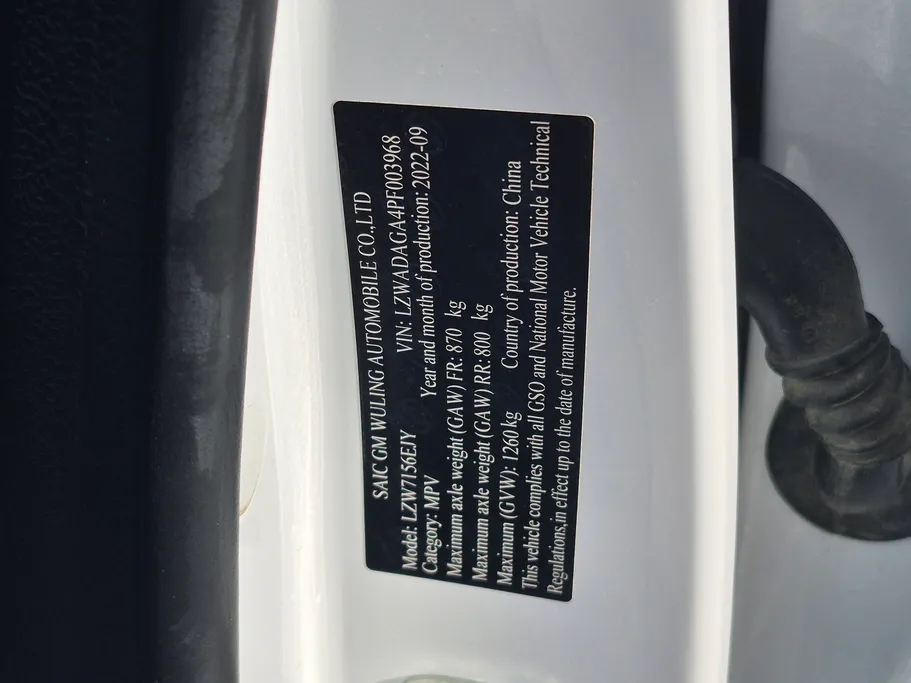 SAIC GM WULING AUTOMOBILE CO.,LTD
Model: LZW7156EJY VIN: LZWADAGA4PF003968
Category: MPV Year and month of production: 2022-09
Maximum axle weight (GAW) FR: 870 kg
Maximum axle weight (GAW) RR: 800 kg
Maximum (GVW): 1260 kg Country of production: China
This vehicle complies with all GSO and National Motor Vehicle Technical
Regulations,in effect up to the date of manufacture.